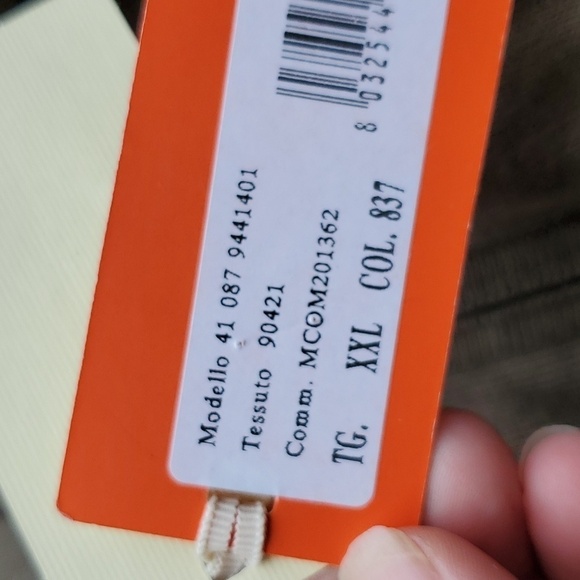 Modello 41 087 9441401
Tessuto 90421
Comm. MCOM201362
TG. XXL COL. 837
8 032544